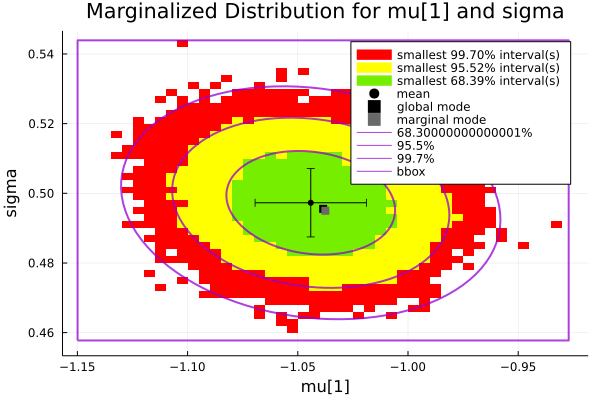 Marginalized Distribution for mu[1] and sigma
smallest 99.70% interval(s)
smallest 95.52% interval(s)
smallest 68.39% interval(s)
mean
global mode
marginal mode
68.30000000000001%
95.5%
99.7%
bbox
sigma
0.54
0.52
0.50
0.48
0.46
−1.15
−1.10
−1.05
−1.00
−0.95
mu[1]